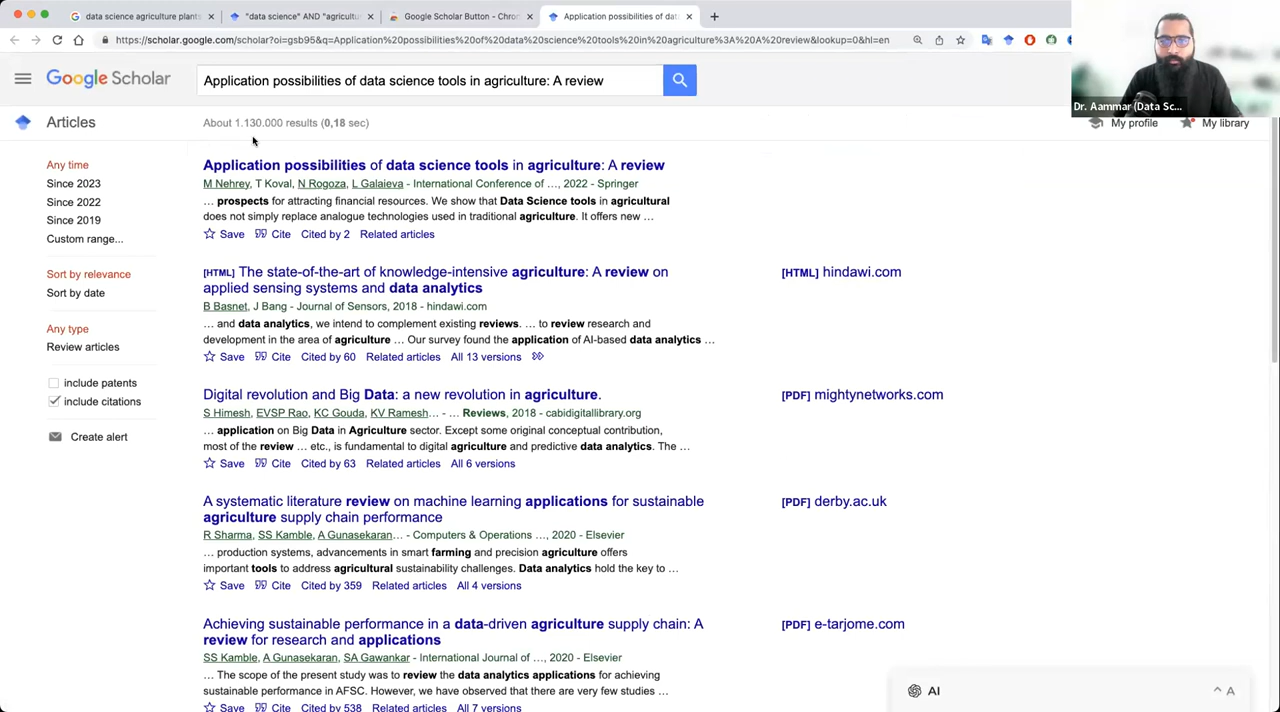 data science agriculture plants
"data science" AND "agricultu
Google Scholar Button - Chron
Application possibilities of dat
https://scholar.google.com/scholar?oi=gsb95&q=Application%20possibilities%20of%20data%20science%20tools%20in%20agriculture%3A%20A%20review&lookup=0&hl=en
Google Scholar
Application possibilities of data science tools in agriculture: A review
Dr. Aammar (Data Sc...
Articles
About 1.130.000 results (0,18 sec)
My profile
My library
Any time
Since 2023
Since 2022
Since 2019
Custom range...
Sort by relevance
Sort by date
Any type
Review articles
include patents
include citations
Create alert
Application possibilities of data science tools in agriculture: A review
M Nehrey, T Koval, N Rogoza, L Galaieva - International Conference of ..., 2022 - Springer
... prospects for attracting financial resources. We show that Data Science tools in agricultural
does not simply replace analogue technologies used in traditional agriculture. It offers new ...
Save Cite Cited by 2 Related articles
[HTML] The state-of-the-art of knowledge-intensive agriculture: A review on
applied sensing systems and data analytics
[HTML] hindawi.com
B Basnet, J Bang - Journal of Sensors, 2018 - hindawi.com
... and data analytics, we intend to complement existing reviews. ... to review research and
development in the area of agriculture ... Our survey found the application of AI-based data analytics ...
Save Cite Cited by 60 Related articles All 13 versions
Digital revolution and Big Data: a new revolution in agriculture.
[PDF] mightynetworks.com
S Himesh, EVSP Rao, KC Gouda, KV Ramesh... - ... Reviews, 2018 - cabidigitallibrary.org
... application on Big Data in Agriculture sector. Except some original conceptual contribution,
most of the review ... etc., is fundamental to digital agriculture and predictive data analytics. The ...
Save Cite Cited by 63 Related articles All 6 versions
A systematic literature review on machine learning applications for sustainable
agriculture supply chain performance
[PDF] derby.ac.uk
R Sharma, SS Kamble, A Gunasekaran... - Computers & Operations ..., 2020 - Elsevier
... production systems, advancements in smart farming and precision agriculture offers
important tools to address agricultural sustainability challenges. Data analytics hold the key to ...
Save Cite Cited by 359 Related articles All 4 versions
Achieving sustainable performance in a data-driven agriculture supply chain: A
review for research and applications
[PDF] e-tarjome.com
SS Kamble, A Gunasekaran, SA Gawankar - International Journal of ..., 2020 - Elsevier
... The scope of the present study was to review the data analytics applications for achieving
sustainable performance in AFSC. However, we have observed that there are very few studies ...
Save Cite Cited by 538 Related articles All 7 versions
AI
A